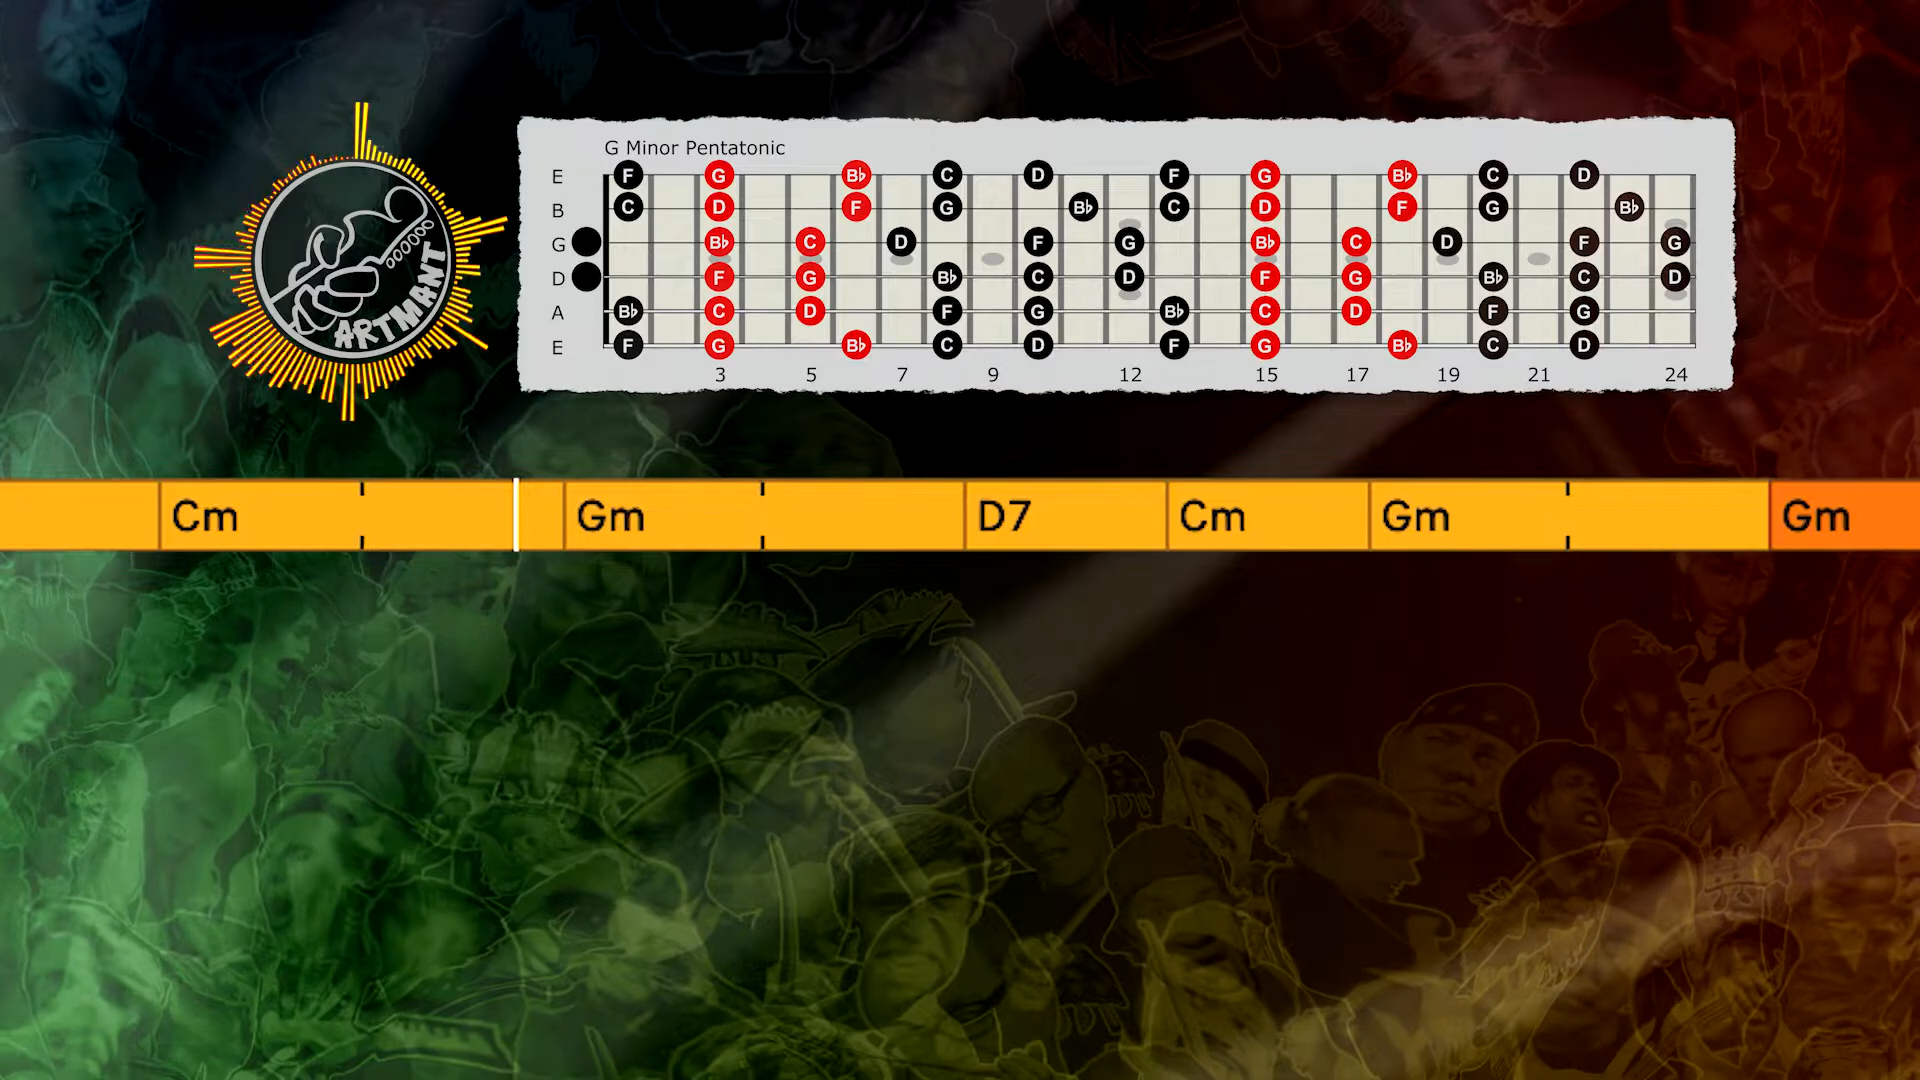 ARTMANT
G Minor Pentatonic
E F G B♭ C D F G B♭ C D
B C D F G B♭ C D F G B♭
G B♭ C D F G B♭ C D F G
D F G B♭ C D F G B♭ C D
A B♭ C D F G B♭ C D F G
E F G B♭ C D F G B♭ C D
3 5 7 9 12 15 17 19 21 24
Cm Gm D7 Cm Gm Gm